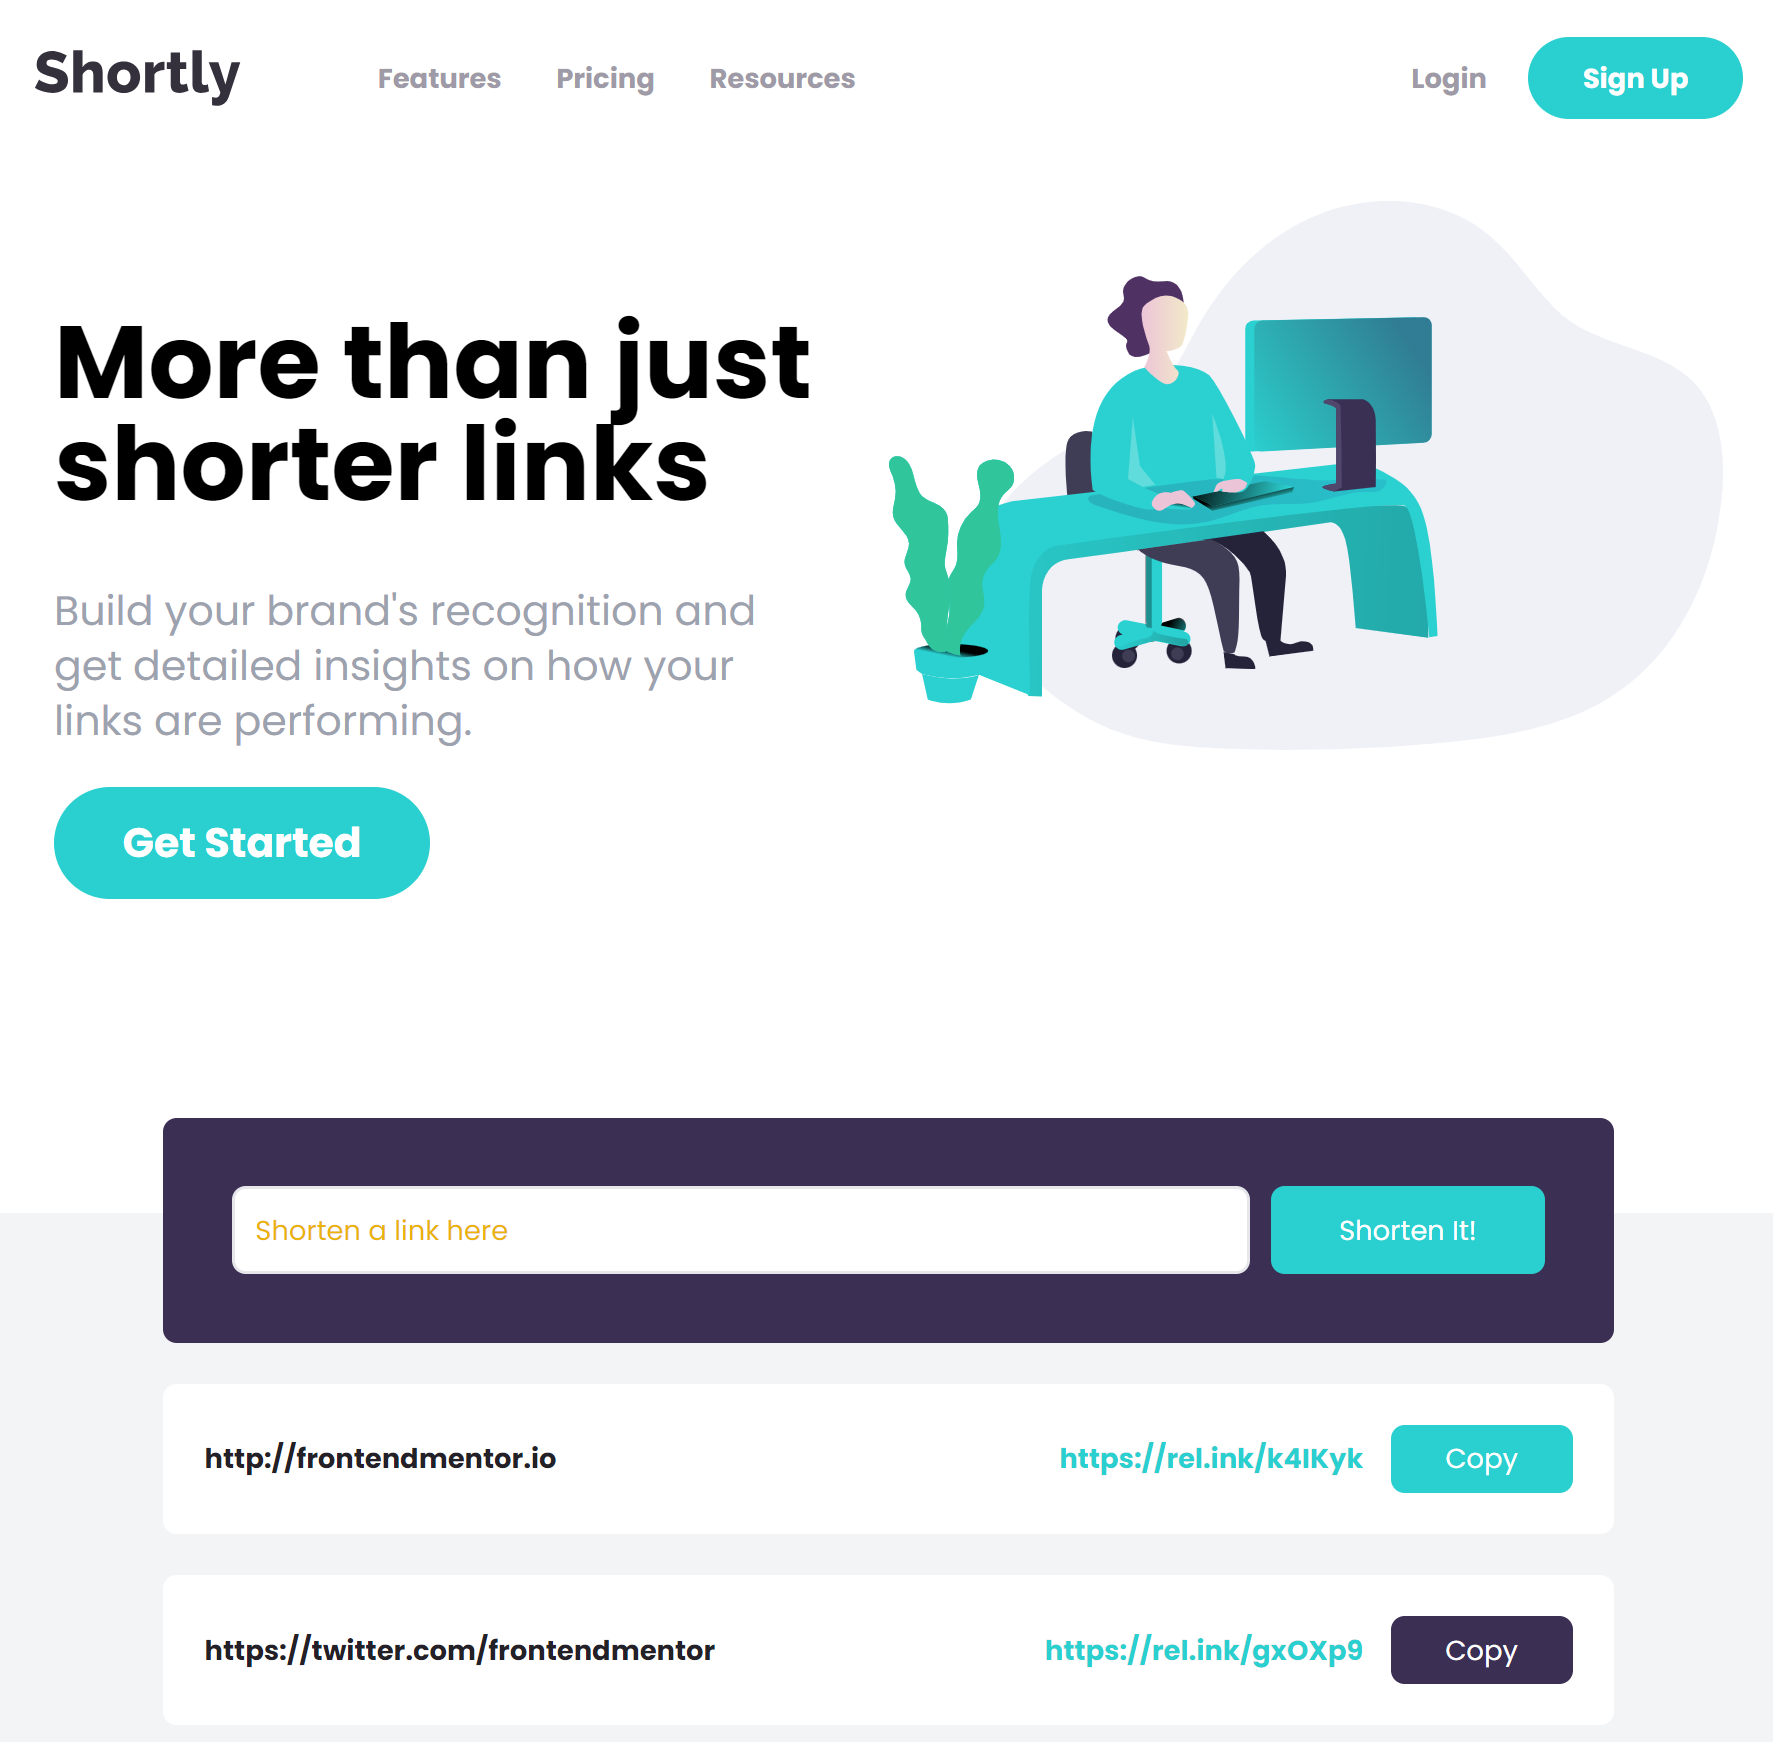 Shortly
Features
Pricing
Resources
Login
Sign Up
More than just
shorter links
Build your brand's recognition and
get detailed insights on how your
links are performing.
Get Started
Shorten a link here
Shorten It!
http://frontendmentor.io
https://rel.ink/k4IKyk
Copy
https://twitter.com/frontendmentor
https://rel.ink/gxOXp9
Copy